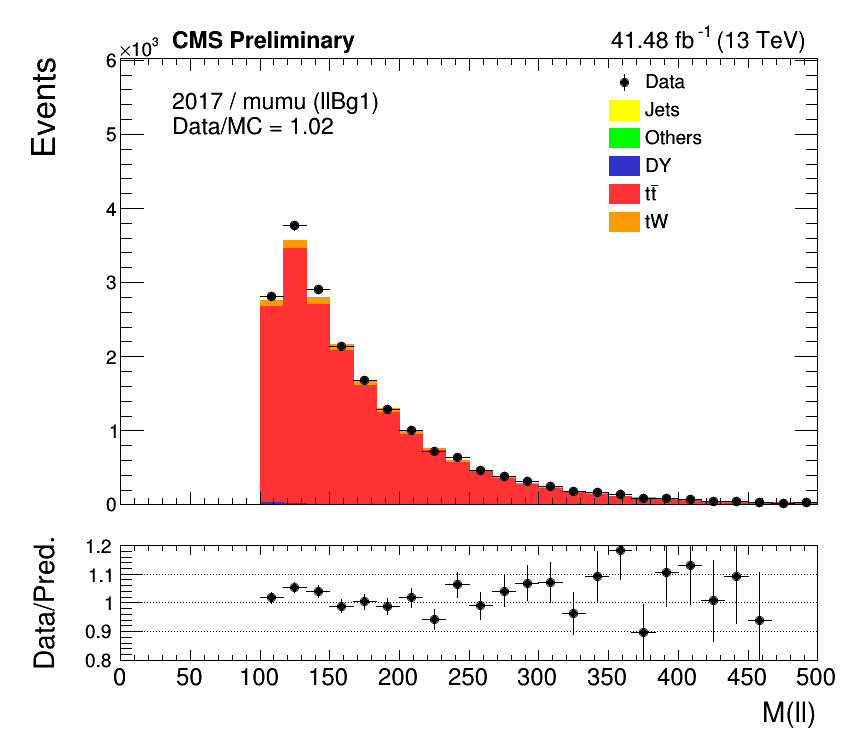 ×10³ CMS Preliminary 41.48 fb⁻¹ (13 TeV)
Events
6
5
4
3
2
1
0
2017 / mumu (llBg1)
Data/MC = 1.02
Data
Jets
Others
DY
tt̄
tW
Data/Pred.
1.2
1.1
1
0.9
0.8
0 50 100 150 200 250 300 350 400 450 500
M(ll)